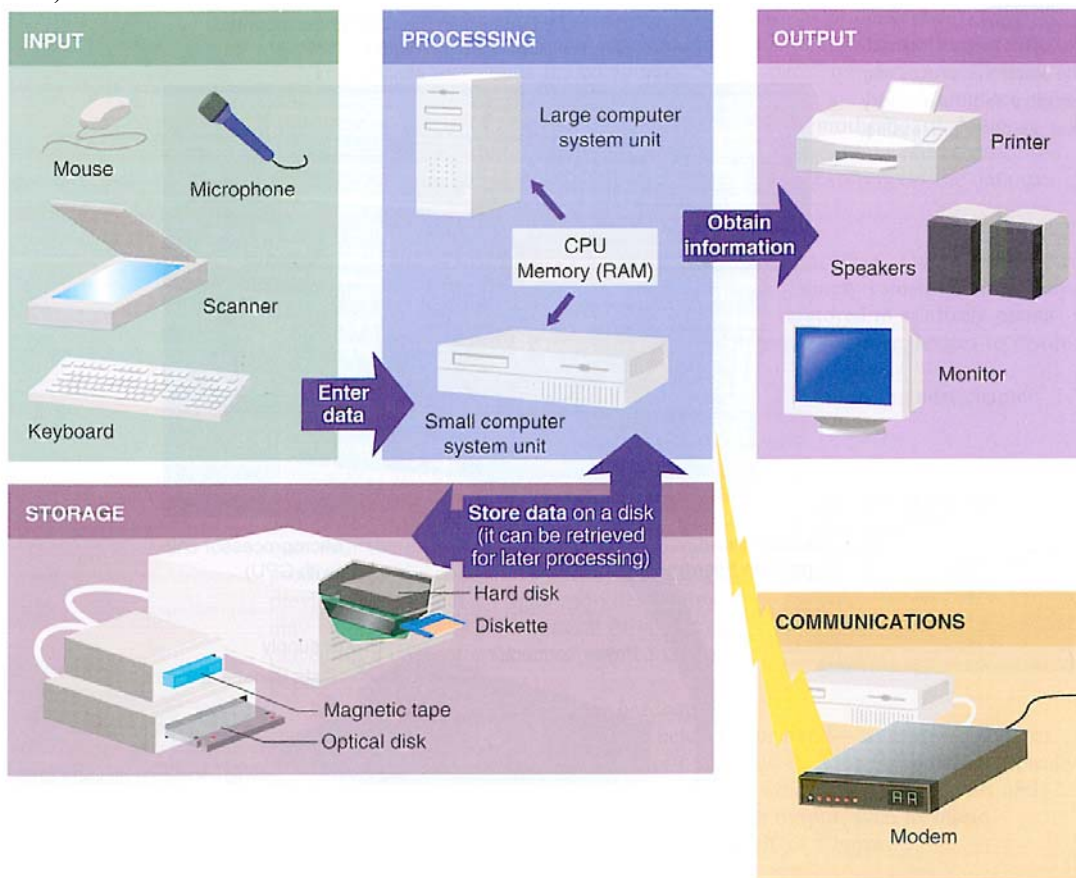 INPUT
Mouse
Microphone
Scanner
Keyboard
Enter
data
PROCESSING
Large computer
system unit
CPU
Memory (RAM)
Small computer
system unit
Obtain
information
OUTPUT
Printer
Speakers
Monitor
STORAGE
Store data on a disk
(it can be retrieved
for later processing)
Hard disk
Diskette
Magnetic tape
Optical disk
COMMUNICATIONS
AA
Modem